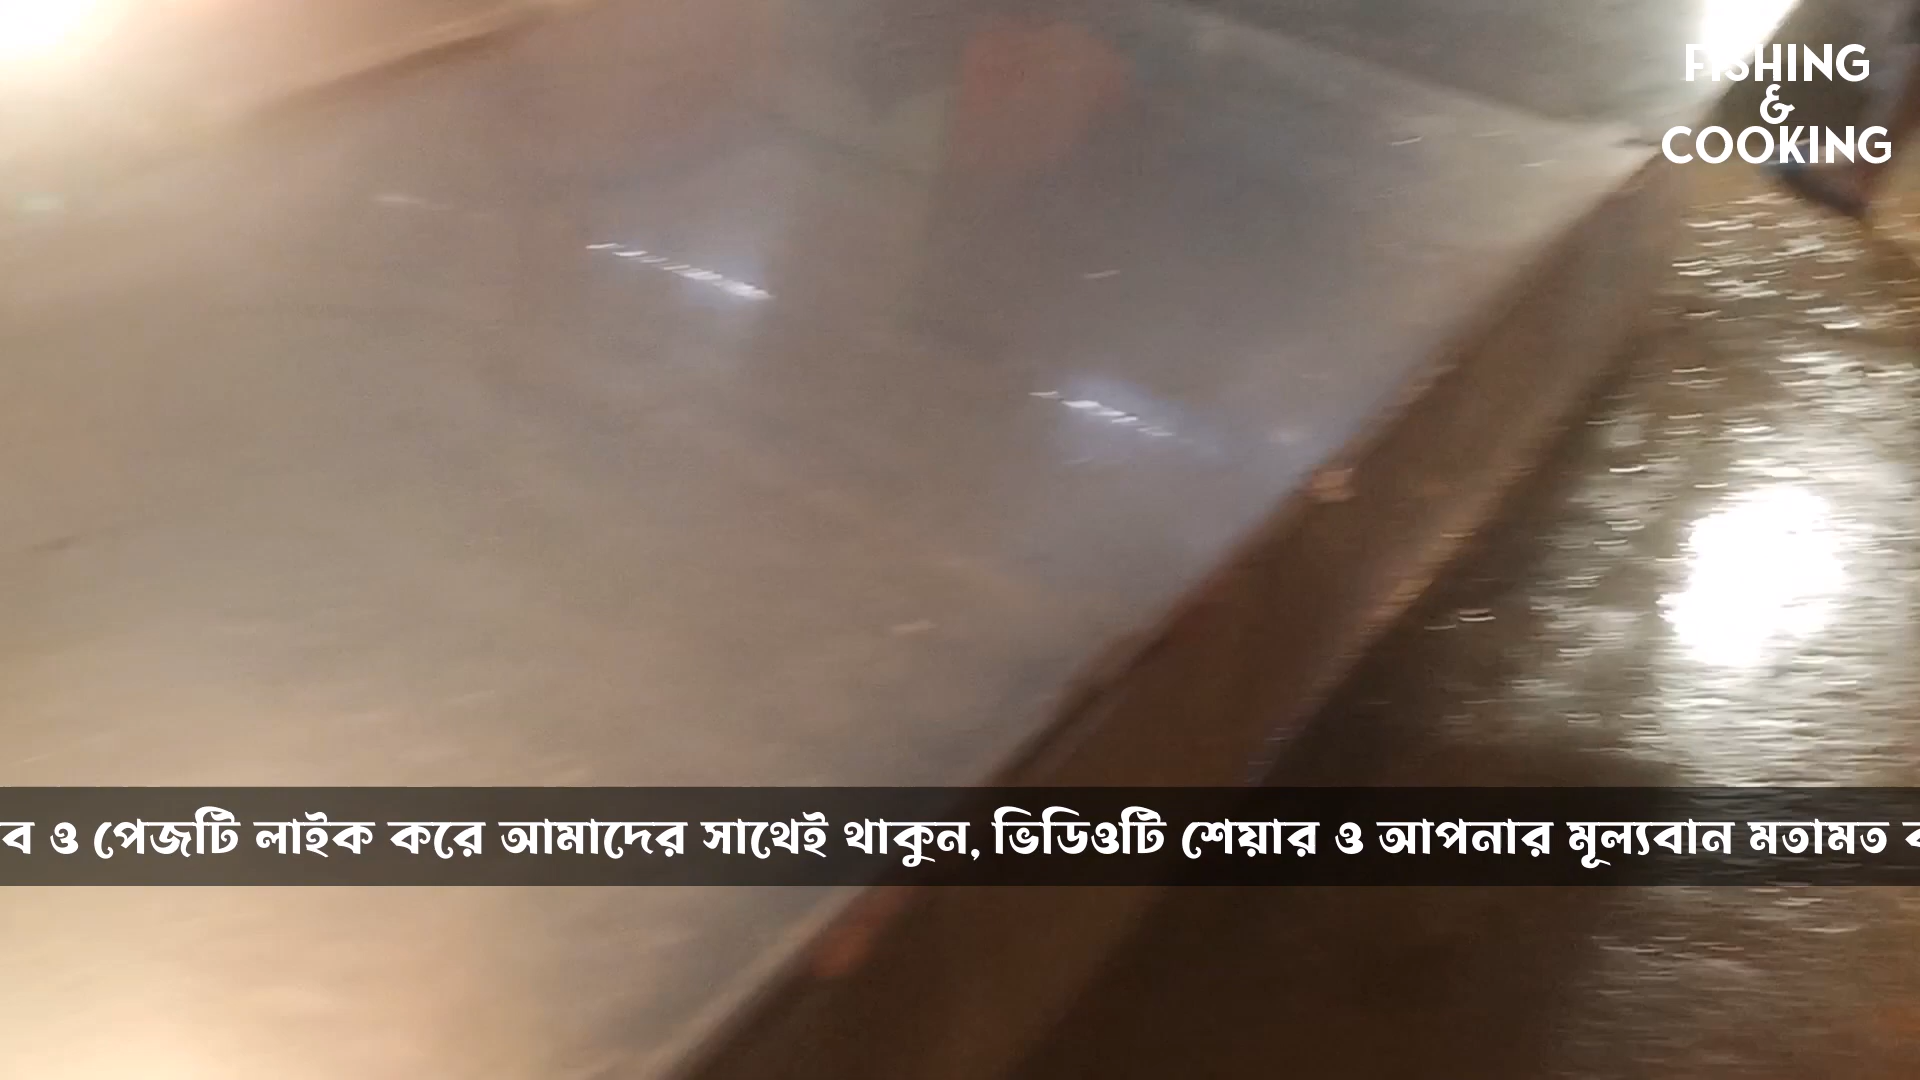 FISHING
&
COOKING
ও পেজটি লাইক করে আমাদের সাথেই থাকুন, ভিডিওটি শেয়ার ও আপনার মূল্যবান মতামত